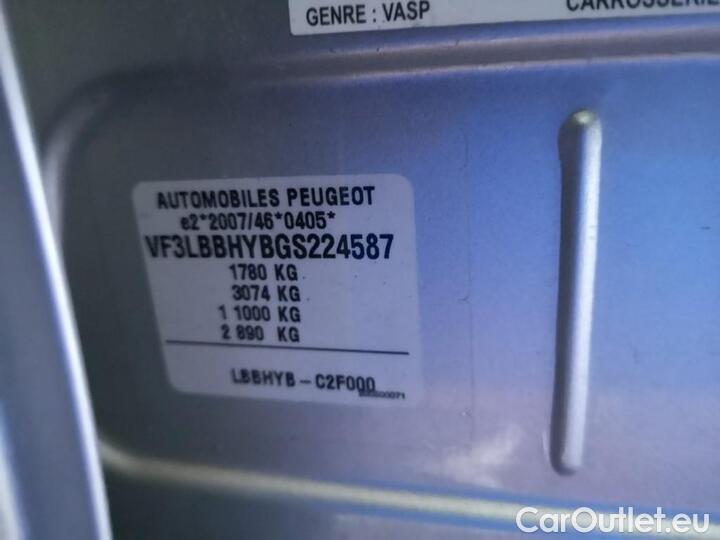 GENRE : VASP
CARROSSERIE
AUTOMOBILES PEUGEOT
e2*2007/46*0405*
VF3LBBHYBGS224587
1780 KG
3074 KG
1 1000 KG
2 890 KG
LBBHYB - C2F000
CarOutlet.eu